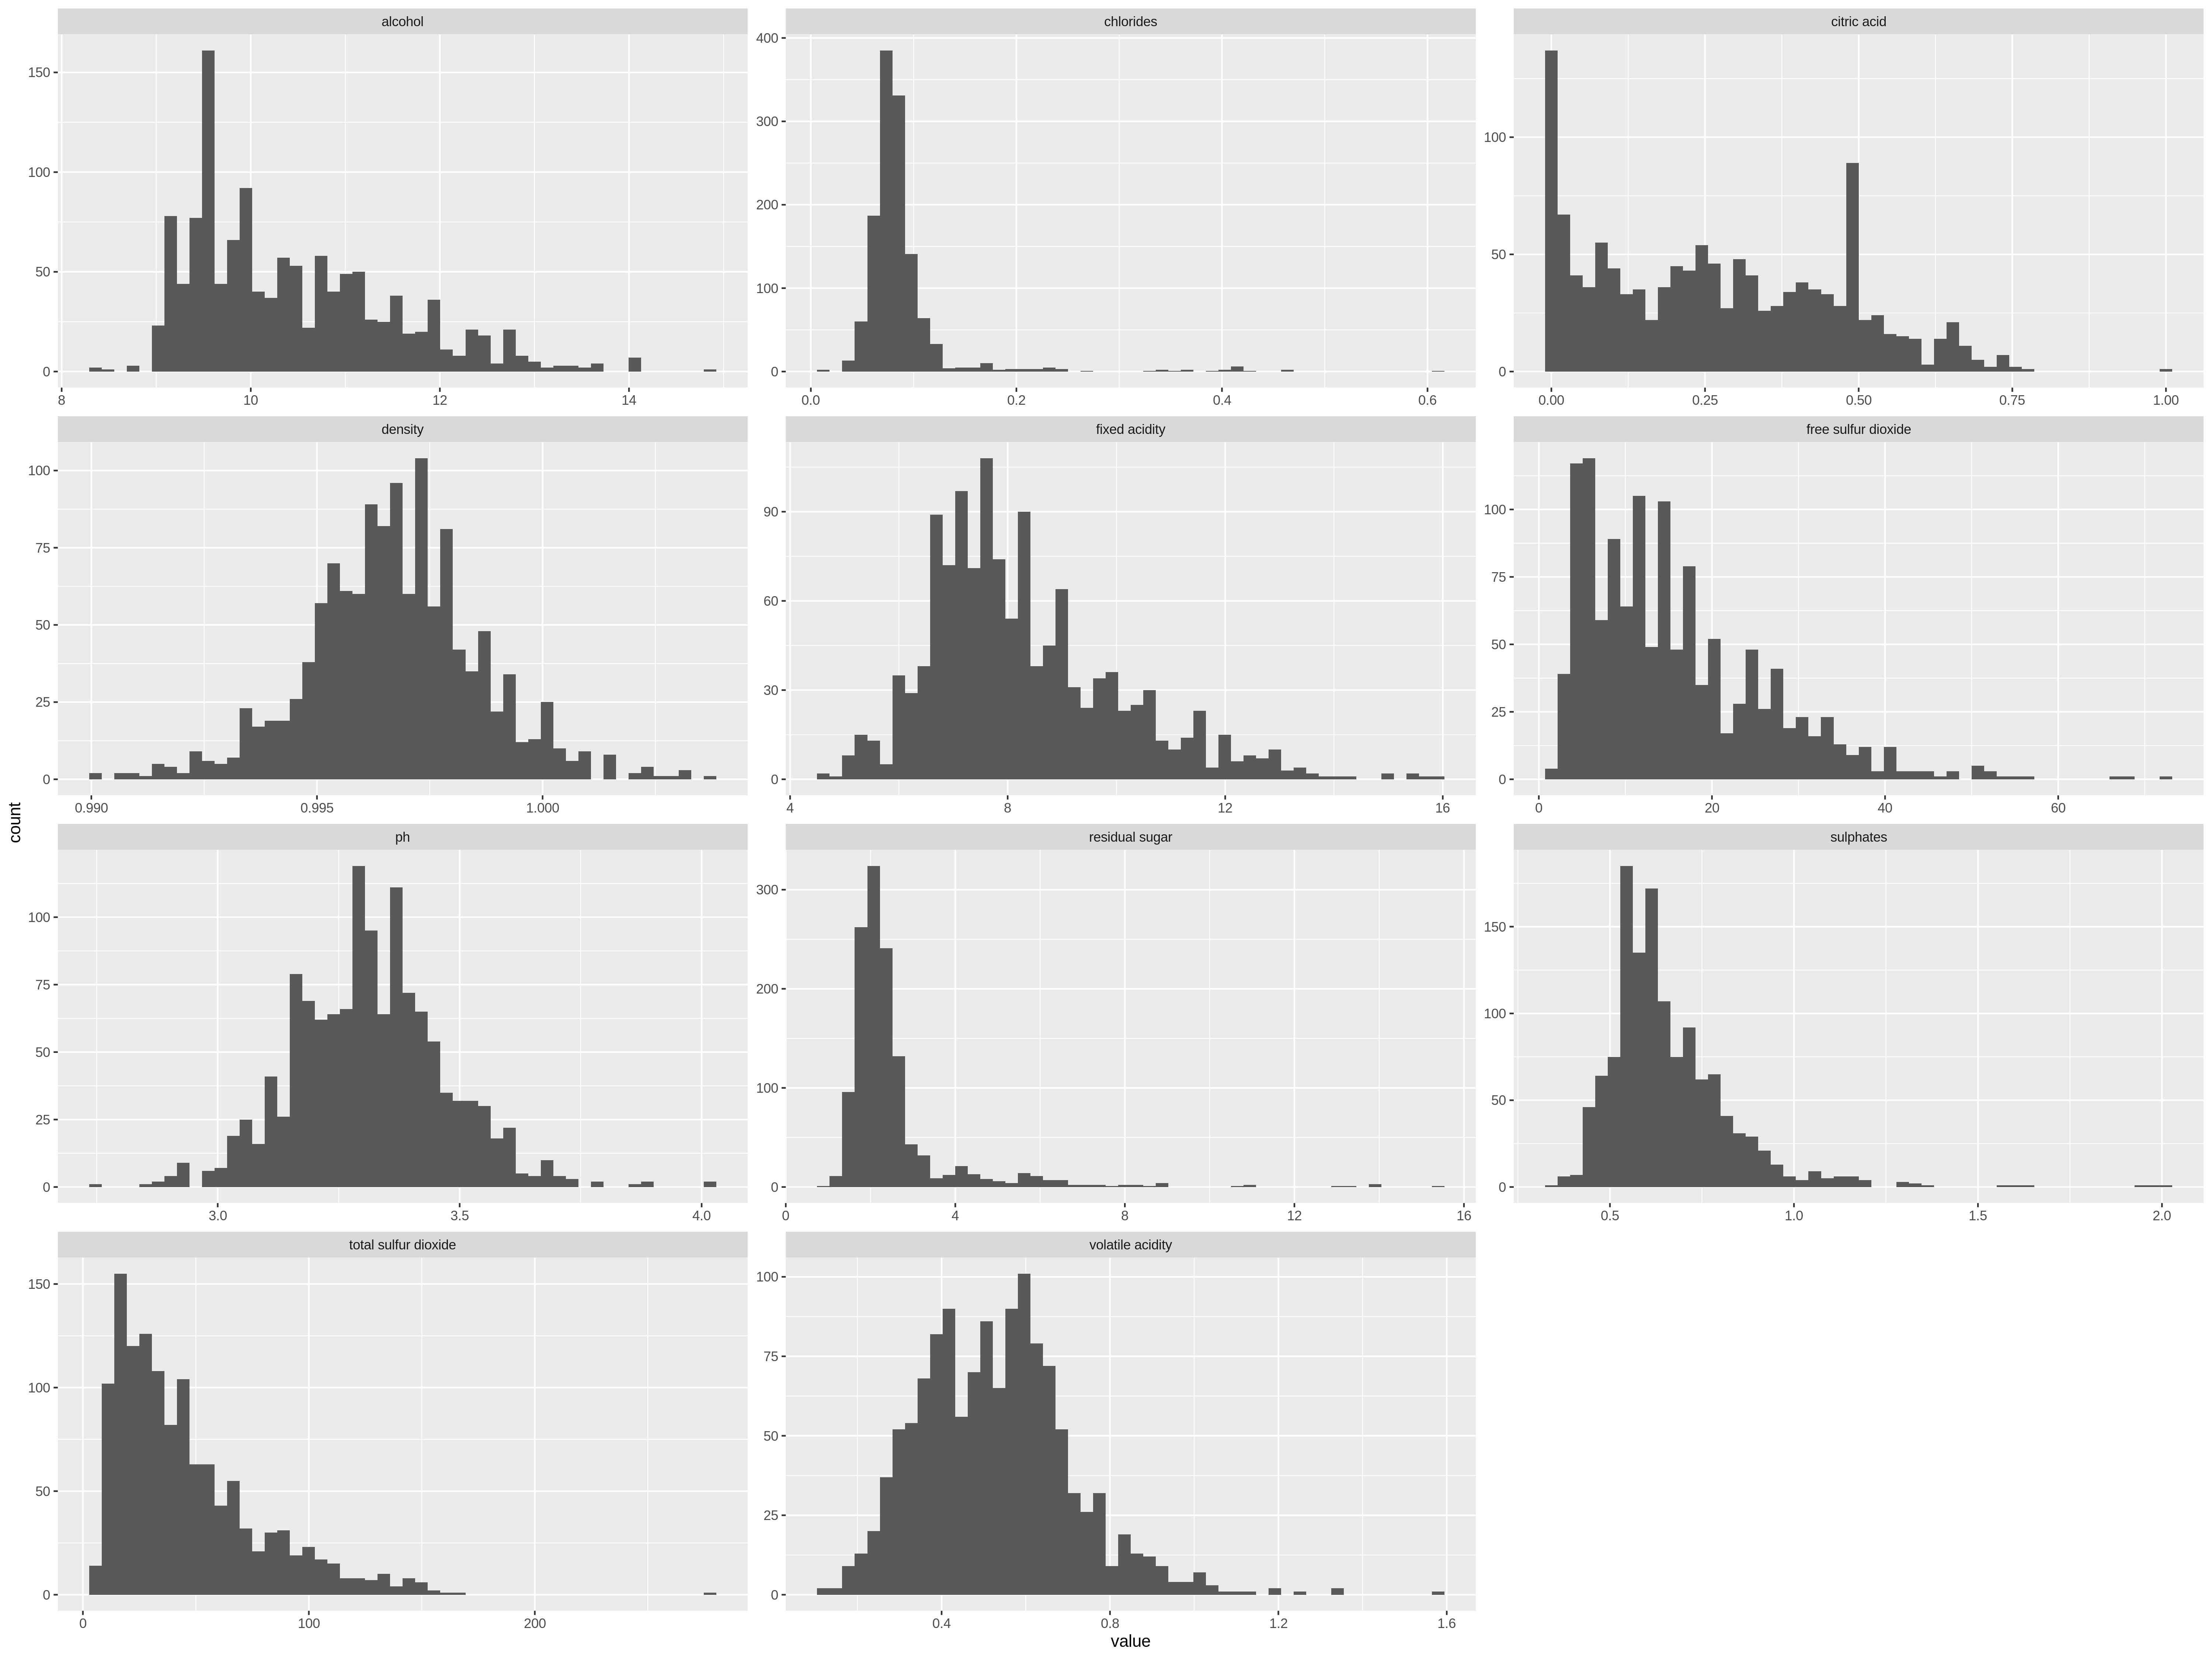 alcohol
chlorides
citric acid
150
100
50
0
8 10 12 14
400
300
200
100
0
0.0 0.2 0.4 0.6
100
50
0
0.00 0.25 0.50 0.75 1.00
density
fixed acidity
free sulfur dioxide
100
75
50
25
0
0.990 0.995 1.000
90
60
30
0
4 8 12 16
100
75
50
25
0
0 20 40 60
count
ph
residual sugar
sulphates
100
75
50
25
0
3.0 3.5 4.0
300
200
100
0
0 4 8 12 16
150
100
50
0
0.5 1.0 1.5 2.0
total sulfur dioxide
volatile acidity
150
100
50
0
0 100 200
100
75
50
25
0
0.4 0.8 1.2 1.6
value